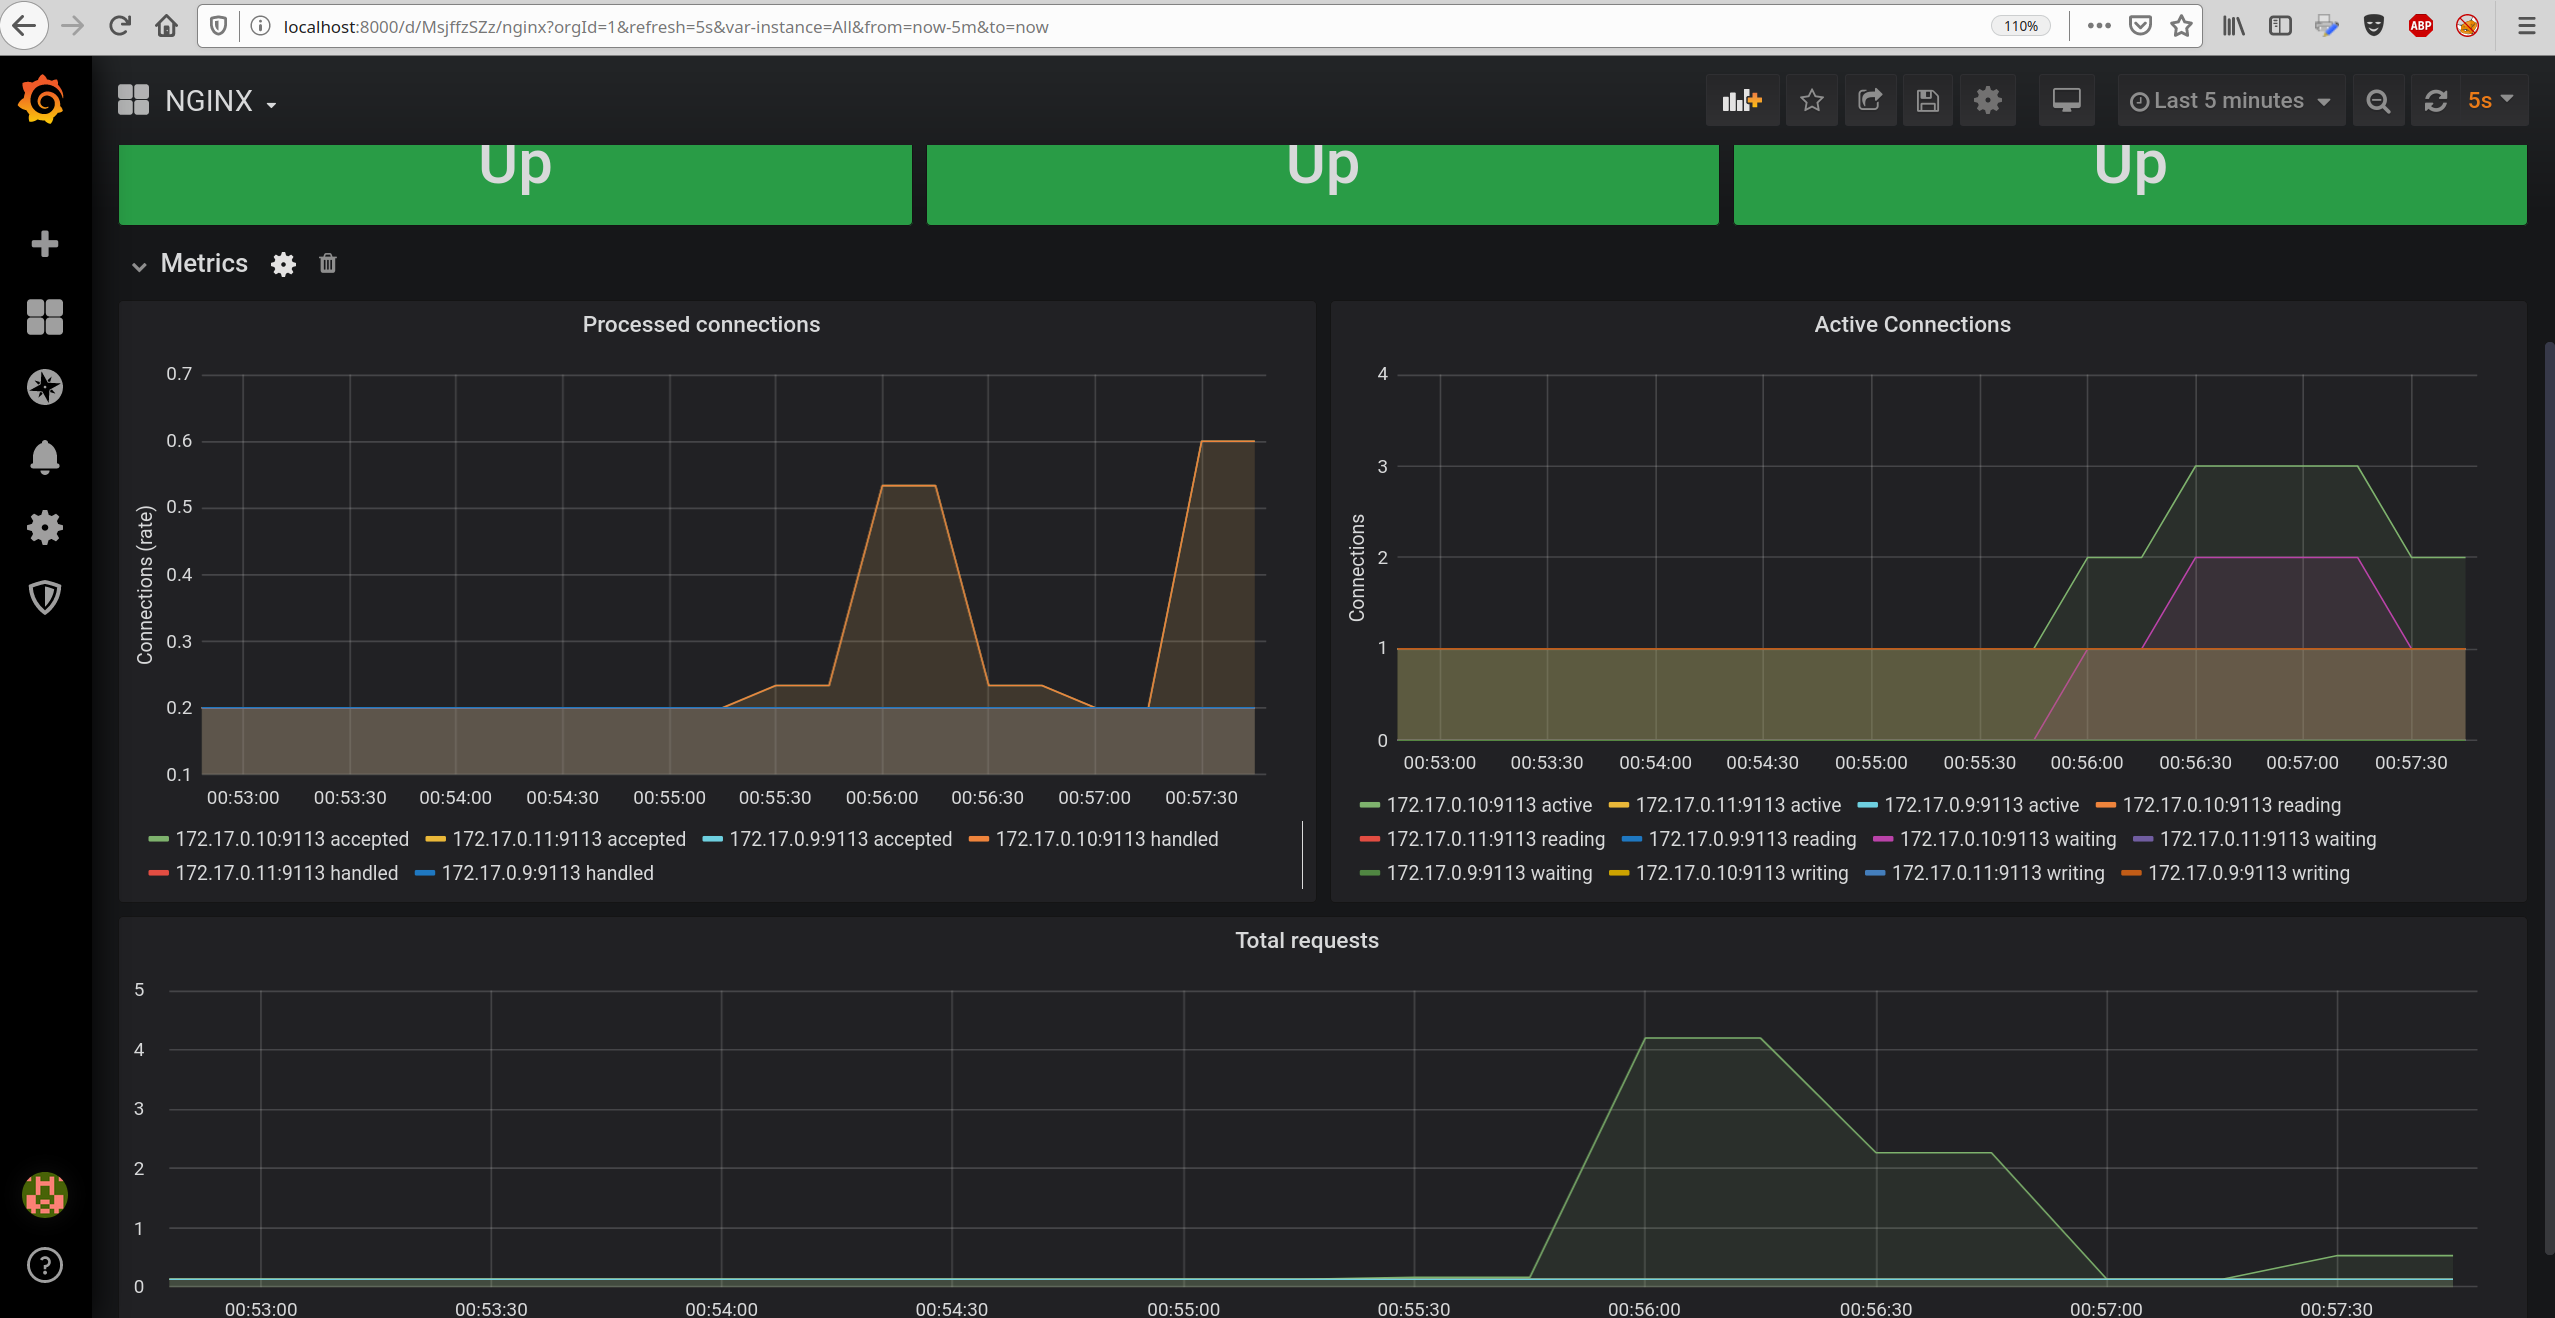 localhost:8000/d/MsjffzSZz/nginx?orgId=1&refresh=5s&var-instance=All&from=now-5m&to=now 110% ABP
NGINX Last 5 minutes 5s
Up Up Up
Metrics
Processed connections
0.7
0.6
0.5
0.4
0.3
0.2
0.1
Connections (rate)
00:53:00 00:53:30 00:54:00 00:54:30 00:55:00 00:55:30 00:56:00 00:56:30 00:57:00 00:57:30
172.17.0.10:9113 accepted 172.17.0.11:9113 accepted 172.17.0.9:9113 accepted 172.17.0.10:9113 handled
172.17.0.11:9113 handled 172.17.0.9:9113 handled
Active Connections
4
3
2
1
0
Connections
00:53:00 00:53:30 00:54:00 00:54:30 00:55:00 00:55:30 00:56:00 00:56:30 00:57:00 00:57:30
172.17.0.10:9113 active 172.17.0.11:9113 active 172.17.0.9:9113 active 172.17.0.10:9113 reading
172.17.0.11:9113 reading 172.17.0.9:9113 reading 172.17.0.10:9113 waiting 172.17.0.11:9113 waiting
172.17.0.9:9113 waiting 172.17.0.10:9113 writing 172.17.0.11:9113 writing 172.17.0.9:9113 writing
Total requests
5
4
3
2
1
0
00:53:00 00:53:30 00:54:00 00:54:30 00:55:00 00:55:30 00:56:00 00:56:30 00:57:00 00:57:30